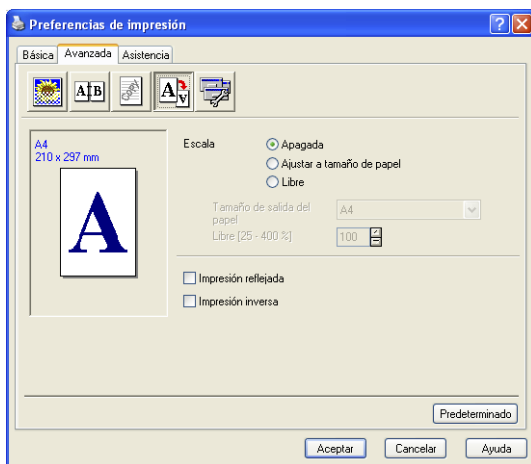 Preferencias de impresión
Básica Avanzada Asistencia
A B
A V
A4
210 x 297 mm
A
Escala
Apagada
Ajustar a tamaño de papel
Libre
Tamaño de salida del
papel
A4
Libre [25 - 400 %]
100
Impresión reflejada
Impresión inversa
Predeterminado
Aceptar Cancelar Ayuda